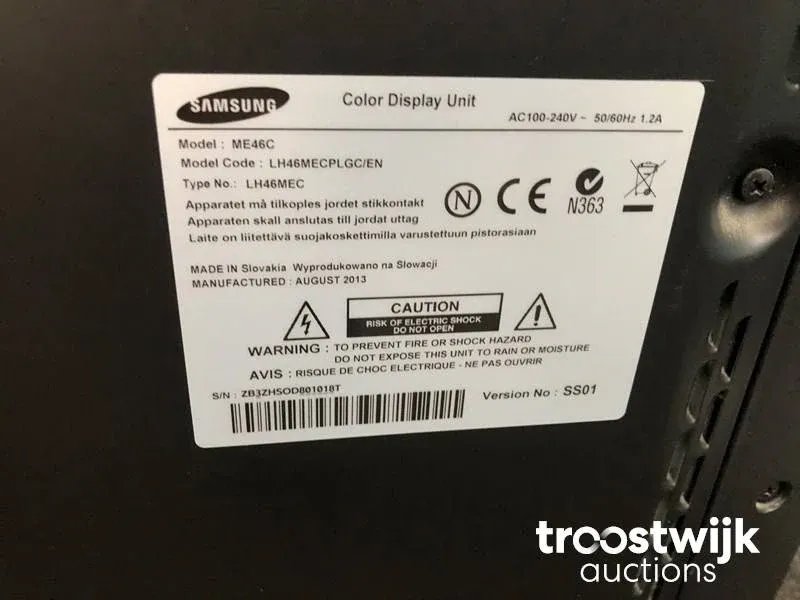 SAMSUNG
Color Display Unit
AC100-240V ~ 50/60Hz 1.2A
Model : ME46C
Model Code : LH46MECPLGC/EN
Type No.: LH46MEC
Apparatet må tilkoples jordet stikkontakt
Apparaten skall anslutas till jordat uttag
Laite on liitettävä suojakoskettimilla varustettuun pistorasiaan
N CE N363
MADE IN Slovakia Wyprodukowano na Słowacji
MANUFACTURED : AUGUST 2013
CAUTION
RISK OF ELECTRIC SHOCK
DO NOT OPEN
WARNING : TO PREVENT FIRE OR SHOCK HAZARD
DO NOT EXPOSE THIS UNIT TO RAIN OR MOISTURE
AVIS : RISQUE DE CHOC ELECTRIQUE - NE PAS OUVRIR
S/N : ZB3ZHSOD801018T
Version No : SS01
troostwijk
auctions